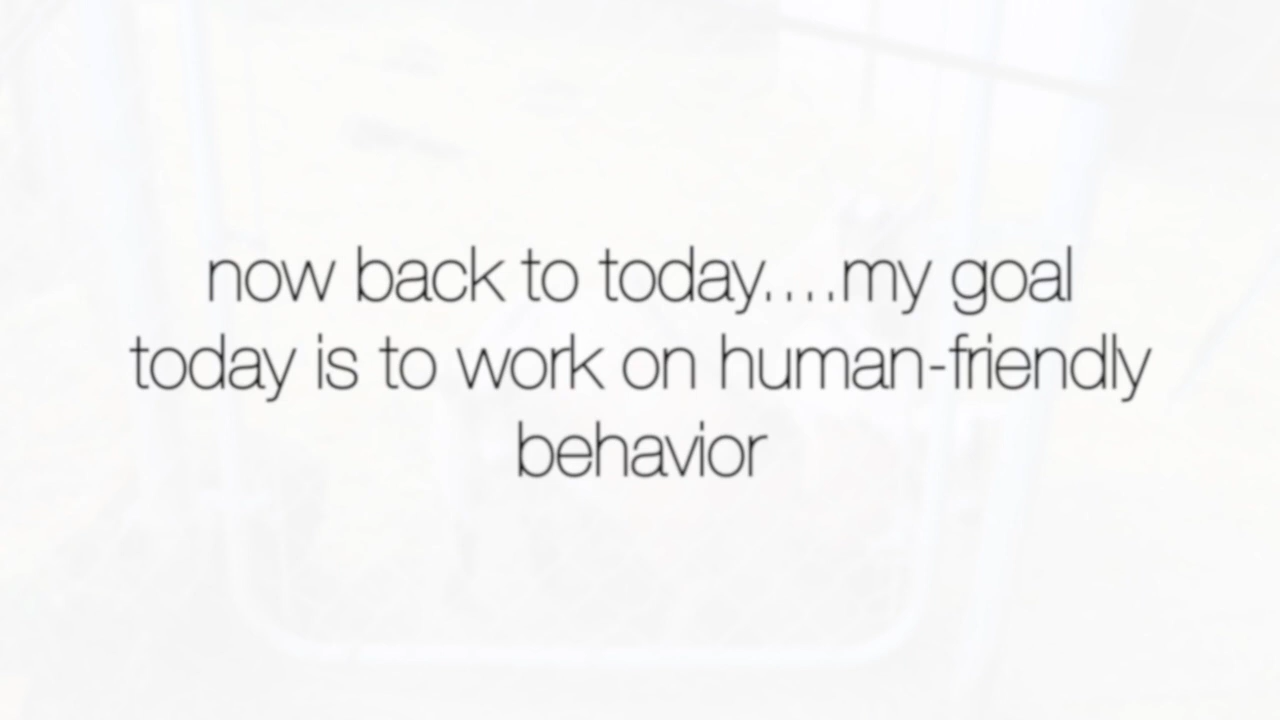 now back to today....my goal
today is to work on human-friendly
behavior